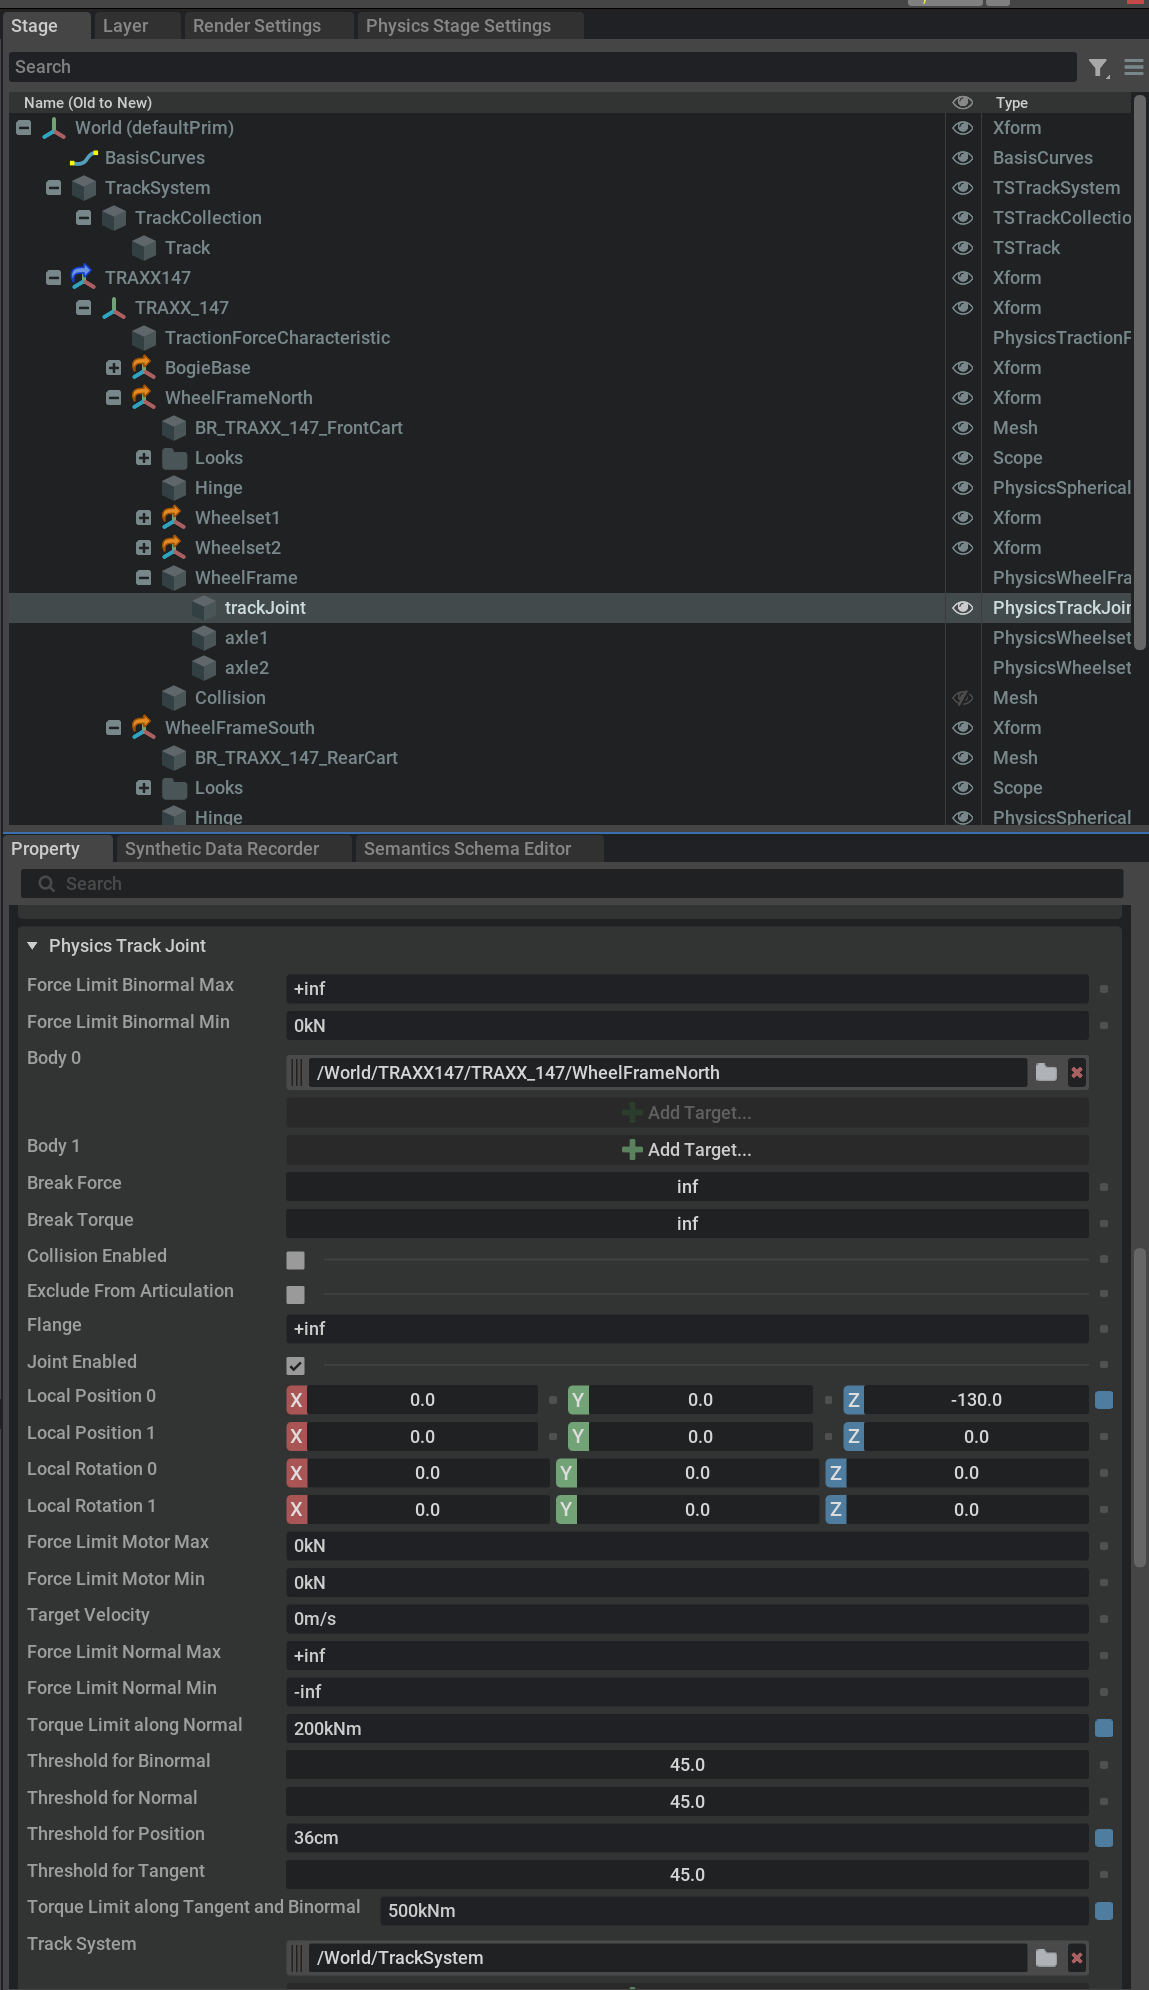 Stage Layer Render Settings Physics Stage Settings
Search
Name (Old to New) Type
World (defaultPrim) Xform
BasisCurves BasisCurves
TrackSystem TSTrackSystem
TrackCollection TSTrackCollectio
Track TSTrack
TRAXX147 Xform
TRAXX_147 Xform
TractionForceCharacteristic PhysicsTractionF
BogieBase Xform
WheelFrameNorth Xform
BR_TRAXX_147_FrontCart Mesh
Looks Scope
Hinge PhysicsSpherical
Wheelset1 Xform
Wheelset2 Xform
WheelFrame PhysicsWheelFra
trackJoint PhysicsTrackJoin
axle1 PhysicsWheelset
axle2 PhysicsWheelset
Collision Mesh
WheelFrameSouth Xform
BR_TRAXX_147_RearCart Mesh
Looks Scope
Hinge PhysicsSpherical
Property Synthetic Data Recorder Semantics Schema Editor
Search
Physics Track Joint
Force Limit Binormal Max +inf
Force Limit Binormal Min 0kN
Body 0 /World/TRAXX147/TRAXX_147/WheelFrameNorth
Add Target...
Body 1 Add Target...
Break Force inf
Break Torque inf
Collision Enabled
Exclude From Articulation
Flange +inf
Joint Enabled
Local Position 0 X 0.0 Y 0.0 Z -130.0
Local Position 1 X 0.0 Y 0.0 Z 0.0
Local Rotation 0 X 0.0 Y 0.0 Z 0.0
Local Rotation 1 X 0.0 Y 0.0 Z 0.0
Force Limit Motor Max 0kN
Force Limit Motor Min 0kN
Target Velocity 0m/s
Force Limit Normal Max +inf
Force Limit Normal Min -inf
Torque Limit along Normal 200kNm
Threshold for Binormal 45.0
Threshold for Normal 45.0
Threshold for Position 36cm
Threshold for Tangent 45.0
Torque Limit along Tangent and Binormal 500kNm
Track System /World/TrackSystem